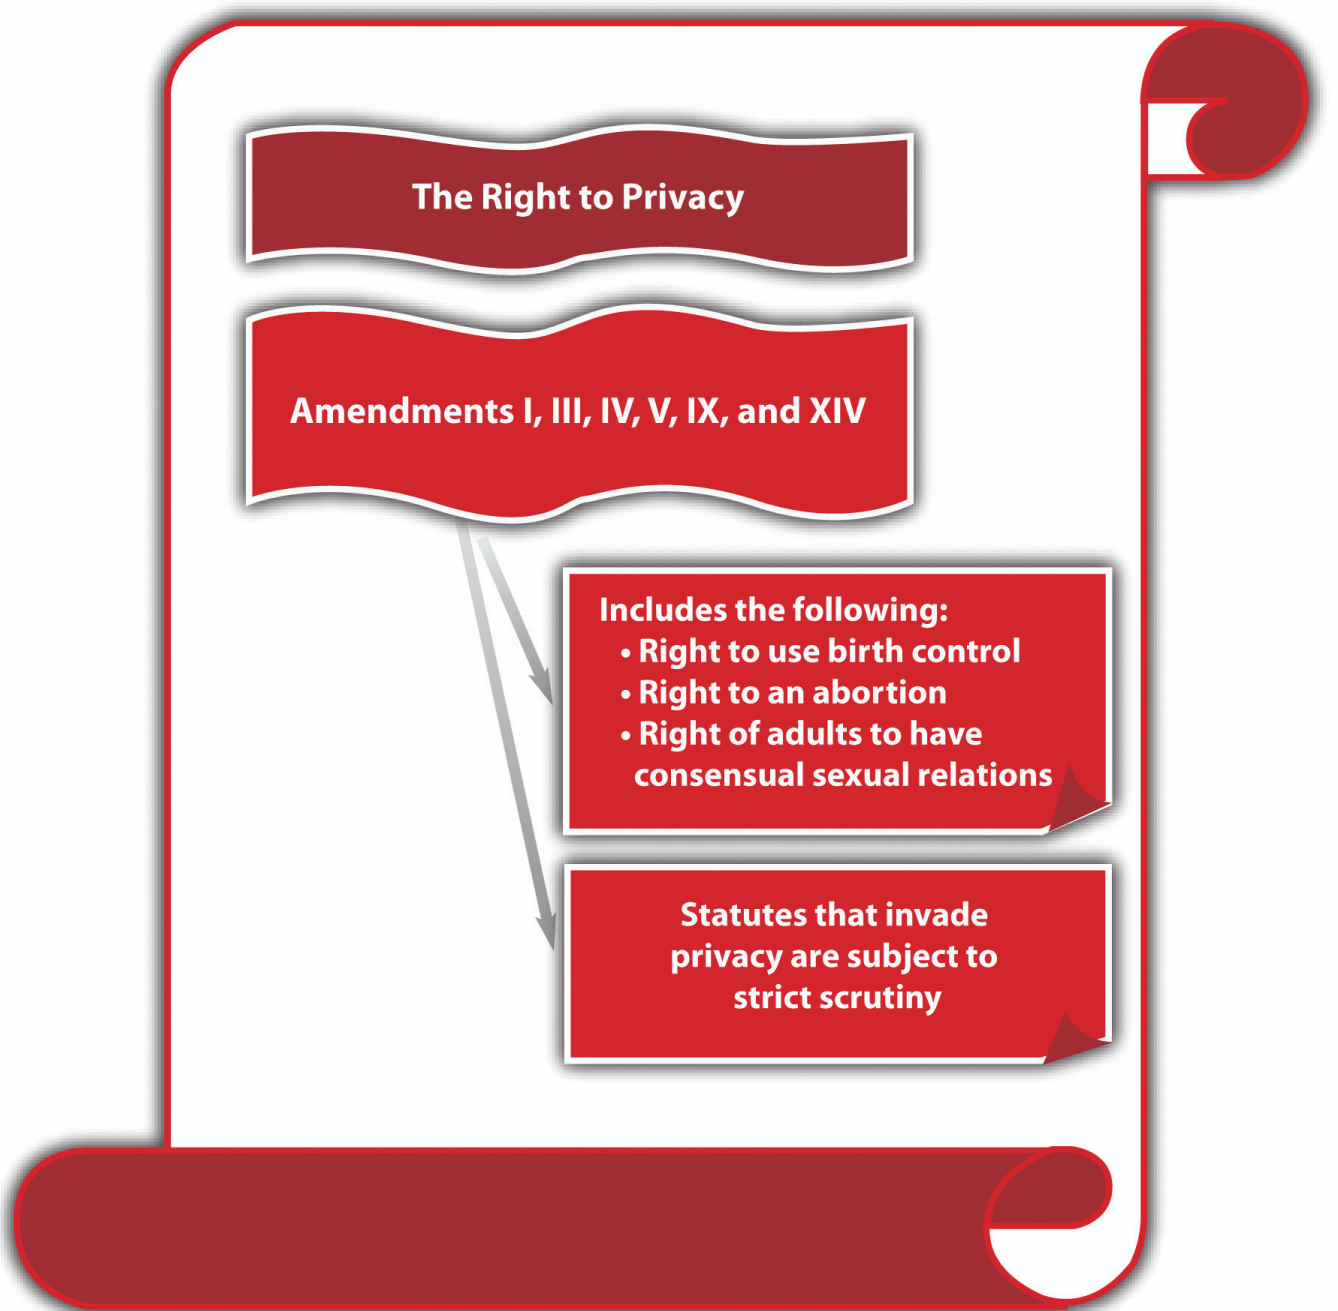 The Right to Privacy
Amendments I, III, IV, V, IX, and XIV
Includes the following:
• Right to use birth control
• Right to an abortion
• Right of adults to have
consensual sexual relations
Statutes that invade
privacy are subject to
strict scrutiny